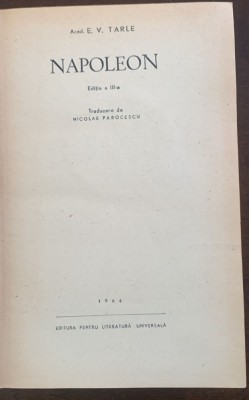 Acad. E. V. TARLE
NAPOLEON
Ediția a III-a
Traducere de
NICOLAE PAROCESCU
1964
EDITURA PENTRU LITERATURĂ UNIVERSALĂ